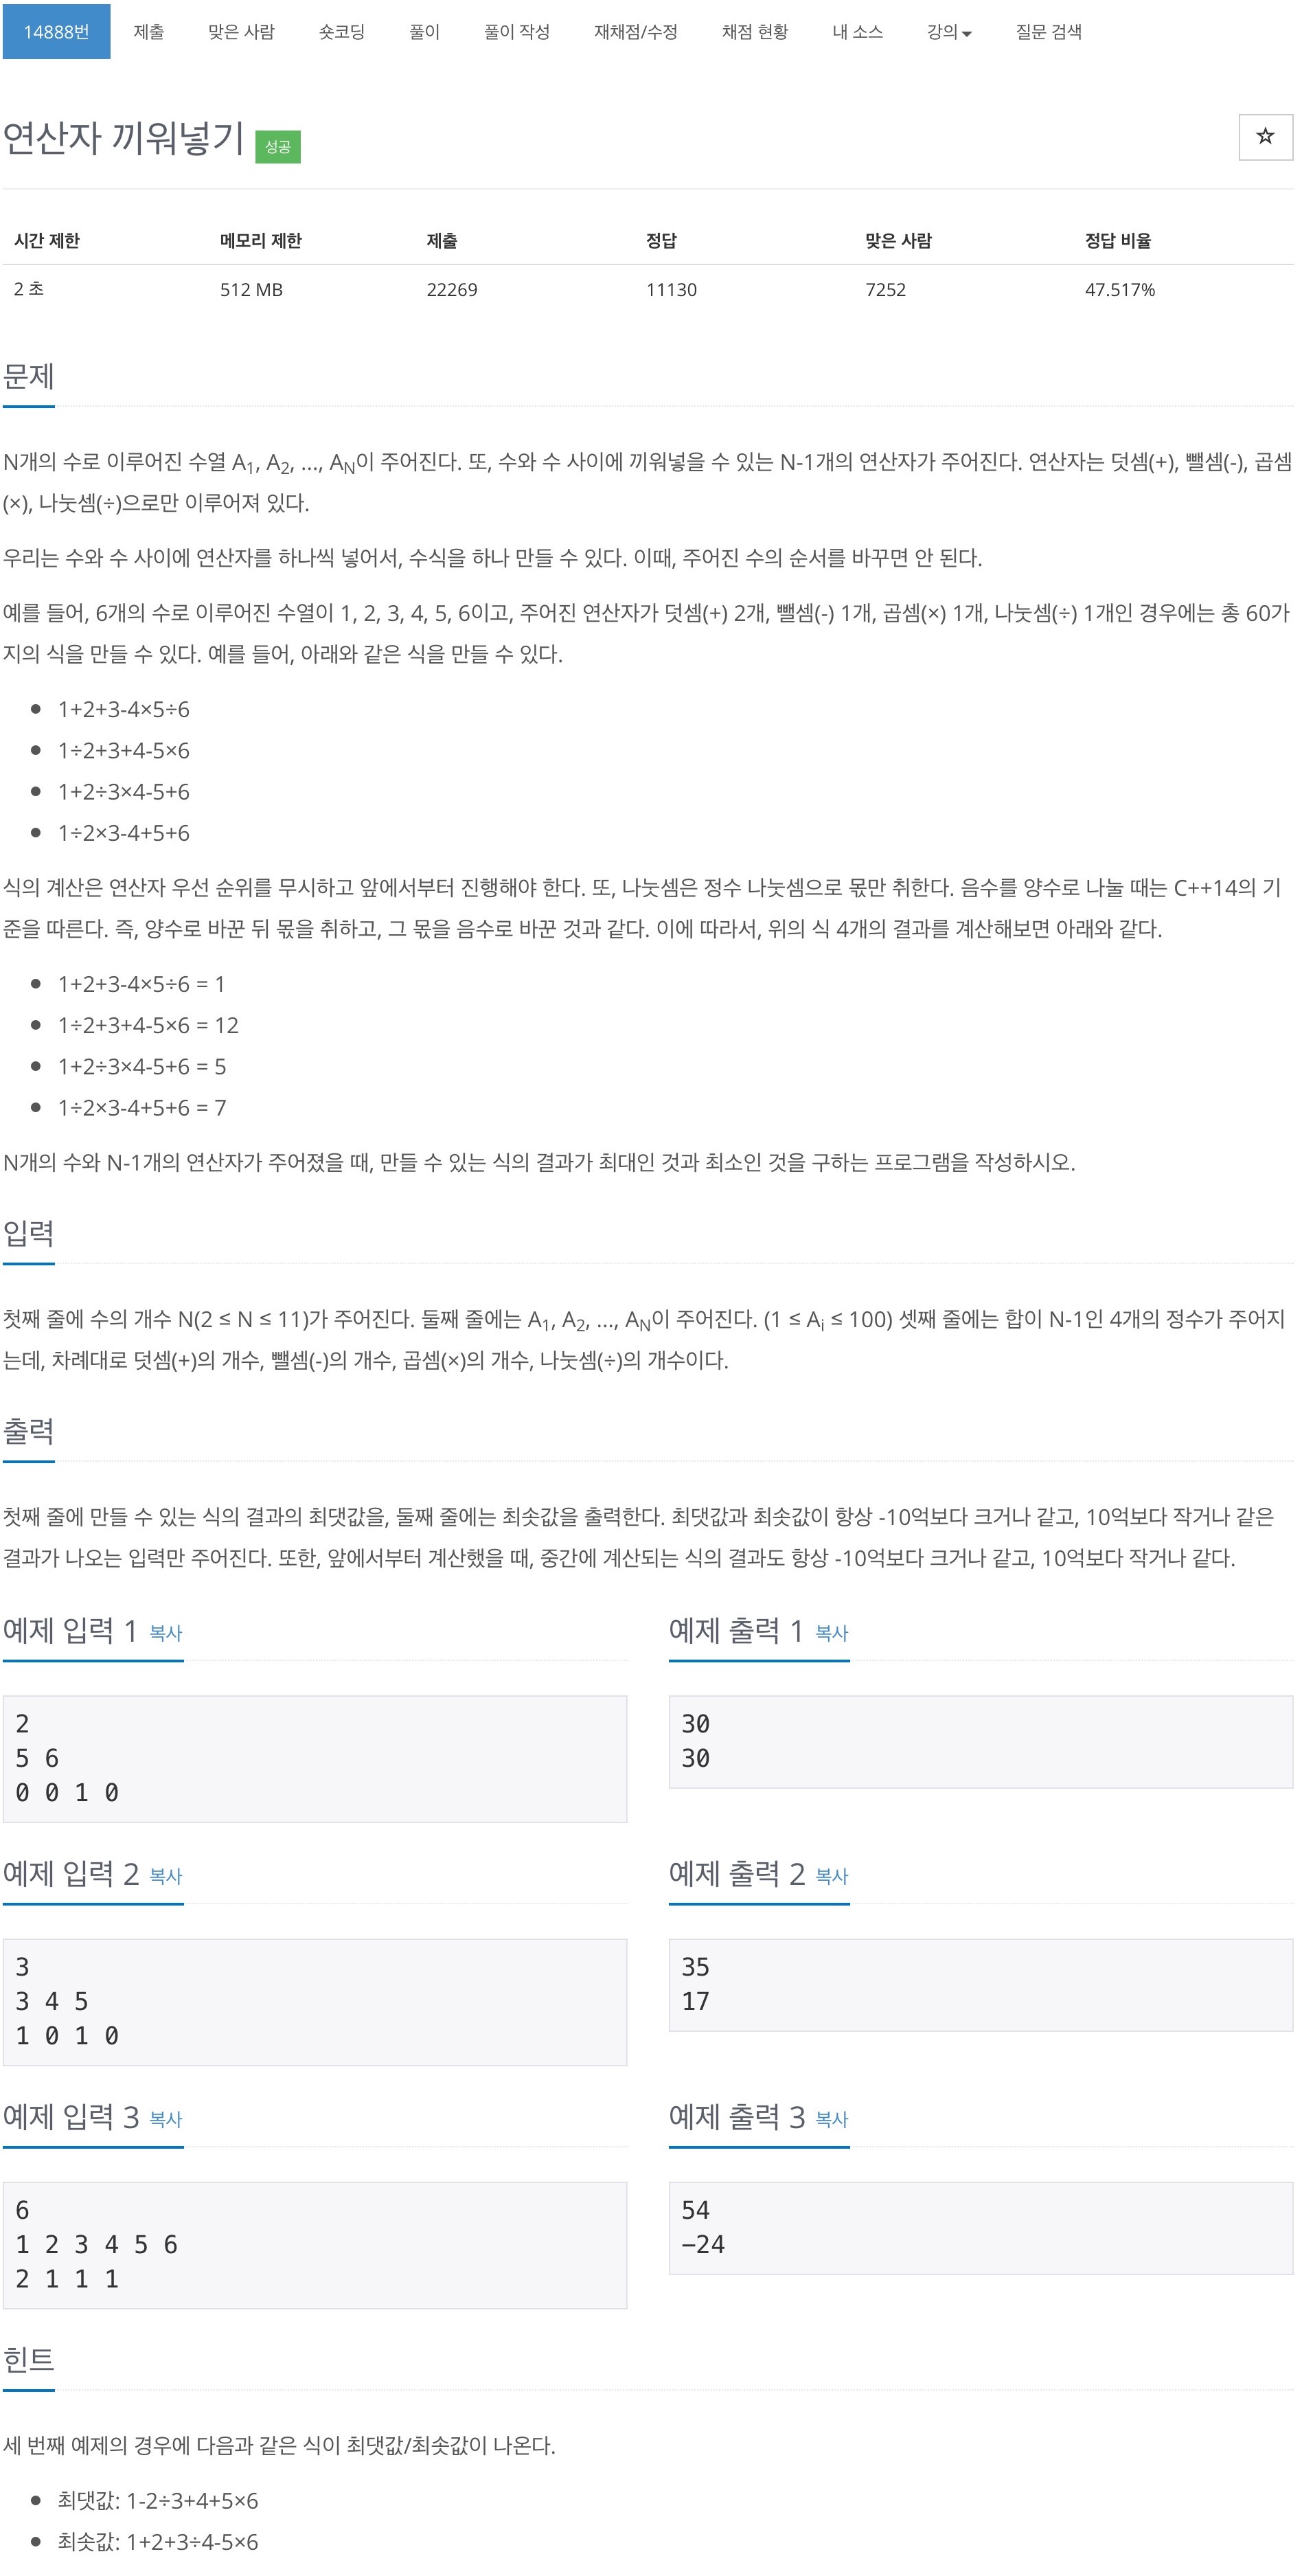 14888번 제출 맞은 사람 숏코딩 풀이 풀이 작성 재채점/수정 채점 현황 내 소스 강의 질문 검색
연산자 끼워넣기 성공
시간 제한 메모리 제한 제출 정답 맞은 사람 정답 비율
2 초 512 MB 22269 11130 7252 47.517%
문제
N개의 수로 이루어진 수열 A1, A2, ..., AN이 주어진다. 또, 수와 수 사이에 끼워넣을 수 있는 N-1개의 연산자가 주어진다. 연산자는 덧셈(+), 뺄셈(-), 곱셈
(×), 나눗셈(÷)으로만 이루어져 있다.
우리는 수와 수 사이에 연산자를 하나씩 넣어서, 수식을 하나 만들 수 있다. 이때, 주어진 수의 순서를 바꾸면 안 된다.
예를 들어, 6개의 수로 이루어진 수열이 1, 2, 3, 4, 5, 6이고, 주어진 연산자가 덧셈(+) 2개, 뺄셈(-) 1개, 곱셈(×) 1개, 나눗셈(÷) 1개인 경우에는 총 60가
지의 식을 만들 수 있다. 예를 들어, 아래와 같은 식을 만들 수 있다.
● 1+2+3-4×5÷6
● 1÷2+3+4-5×6
● 1+2÷3×4-5+6
● 1÷2×3-4+5+6
식의 계산은 연산자 우선 순위를 무시하고 앞에서부터 진행해야 한다. 또, 나눗셈은 정수 나눗셈으로 몫만 취한다. 음수를 양수로 나눌 때는 C++14의 기
준을 따른다. 즉, 양수로 바꾼 뒤 몫을 취하고, 그 몫을 음수로 바꾼 것과 같다. 이에 따라서, 위의 식 4개의 결과를 계산해보면 아래와 같다.
● 1+2+3-4×5÷6 = 1
● 1÷2+3+4-5×6 = 12
● 1+2÷3×4-5+6 = 5
● 1÷2×3-4+5+6 = 7
N개의 수와 N-1개의 연산자가 주어졌을 때, 만들 수 있는 식의 결과가 최대인 것과 최소인 것을 구하는 프로그램을 작성하시오.
입력
첫째 줄에 수의 개수 N(2 ≤ N ≤ 11)가 주어진다. 둘째 줄에는 A1, A2, ..., AN이 주어진다. (1 ≤ Ai ≤ 100) 셋째 줄에는 합이 N-1인 4개의 정수가 주어지
는데, 차례대로 덧셈(+)의 개수, 뺄셈(-)의 개수, 곱셈(×)의 개수, 나눗셈(÷)의 개수이다.
출력
첫째 줄에 만들 수 있는 식의 결과의 최댓값을, 둘째 줄에는 최솟값을 출력한다. 최댓값과 최솟값이 항상 -10억보다 크거나 같고, 10억보다 작거나 같은
결과가 나오는 입력만 주어진다. 또한, 앞에서부터 계산했을 때, 중간에 계산되는 식의 결과도 항상 -10억보다 크거나 같고, 10억보다 작거나 같다.
예제 입력 1 복사
2
5 6
0 0 1 0
예제 출력 1 복사
30
30
예제 입력 2 복사
3
3 4 5
1 0 1 0
예제 출력 2 복사
35
17
예제 입력 3 복사
6
1 2 3 4 5 6
2 1 1 1
예제 출력 3 복사
54
-24
힌트
세 번째 예제의 경우에 다음과 같은 식이 최댓값/최솟값이 나온다.
● 최댓값: 1-2÷3+4+5×6
● 최솟값: 1+2+3÷4-5×6